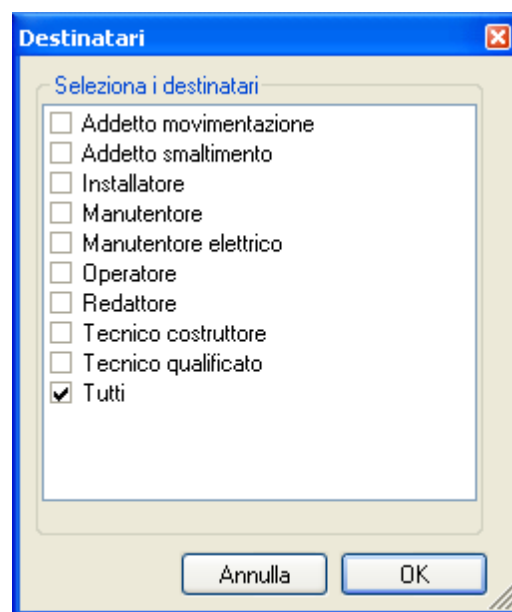 Destinatari
Seleziona i destinatari
Addetto movimentazione
Addetto smaltimento
Installatore
Manutentore
Manutentore elettrico
Operatore
Redattore
Tecnico costruttore
Tecnico qualificato
Tutti
Annulla OK